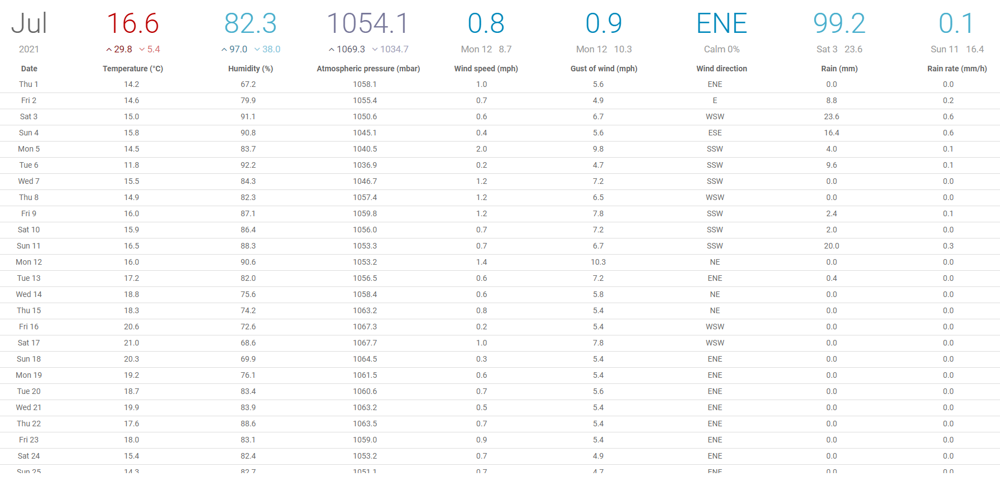 Jul 16.6 82.3 1054.1 0.8 0.9 ENE 99.2 0.1
2021 29.8 5.4 97.0 38.0 1069.3 1034.7 Mon 12 8.7 Mon 12 10.3 Calm 0% Sat 3 23.6 Sun 11 16.4
Date Temperature (°C) Humidity (%) Atmospheric pressure (mbar) Wind speed (mph) Gust of wind (mph) Wind direction Rain (mm) Rain rate (mm/h)
Thu 1 14.2 67.2 1058.1 1.0 5.6 ENE 0.0 0.0
Fri 2 14.6 79.9 1055.4 0.7 4.9 E 8.8 0.2
Sat 3 15.0 91.1 1050.6 0.6 6.7 WSW 23.6 0.6
Sun 4 15.8 90.8 1045.1 0.4 5.6 ESE 16.4 0.6
Mon 5 14.5 83.7 1040.5 2.0 9.8 SSW 4.0 0.1
Tue 6 11.8 92.2 1036.9 0.2 4.7 SSW 9.6 0.1
Wed 7 15.5 84.3 1046.7 1.2 7.2 SSW 0.0 0.0
Thu 8 14.9 82.3 1057.4 1.2 6.5 WSW 0.0 0.0
Fri 9 16.0 87.1 1059.8 1.2 7.8 SSW 2.4 0.1
Sat 10 15.9 86.4 1056.0 0.7 7.2 SSW 2.0 0.0
Sun 11 16.5 88.3 1053.3 0.7 6.7 SSW 20.0 0.3
Mon 12 16.0 90.6 1053.2 1.4 10.3 NE 0.0 0.0
Tue 13 17.2 82.0 1056.5 0.6 7.2 ENE 0.4 0.0
Wed 14 18.8 75.6 1058.4 0.6 5.8 NE 0.0 0.0
Thu 15 18.3 74.2 1063.2 0.8 5.4 NE 0.0 0.0
Fri 16 20.6 72.6 1067.3 0.2 5.4 WSW 0.0 0.0
Sat 17 21.0 68.6 1067.7 1.0 7.8 WSW 0.0 0.0
Sun 18 20.3 69.9 1064.5 0.3 5.4 ENE 0.0 0.0
Mon 19 19.2 76.1 1061.5 0.6 5.4 ENE 0.0 0.0
Tue 20 18.7 83.4 1060.6 0.7 5.6 ENE 0.0 0.0
Wed 21 19.9 83.9 1063.2 0.5 5.4 ENE 0.0 0.0
Thu 22 17.6 88.6 1063.5 0.7 5.4 ENE 0.0 0.0
Fri 23 18.0 83.1 1059.0 0.9 5.4 ENE 0.0 0.0
Sat 24 15.4 82.4 1053.2 0.7 4.9 ENE 0.0 0.0
Sun 25 14.3 82.7 1051.1 0.7 4.7 ENE 0.0 0.0